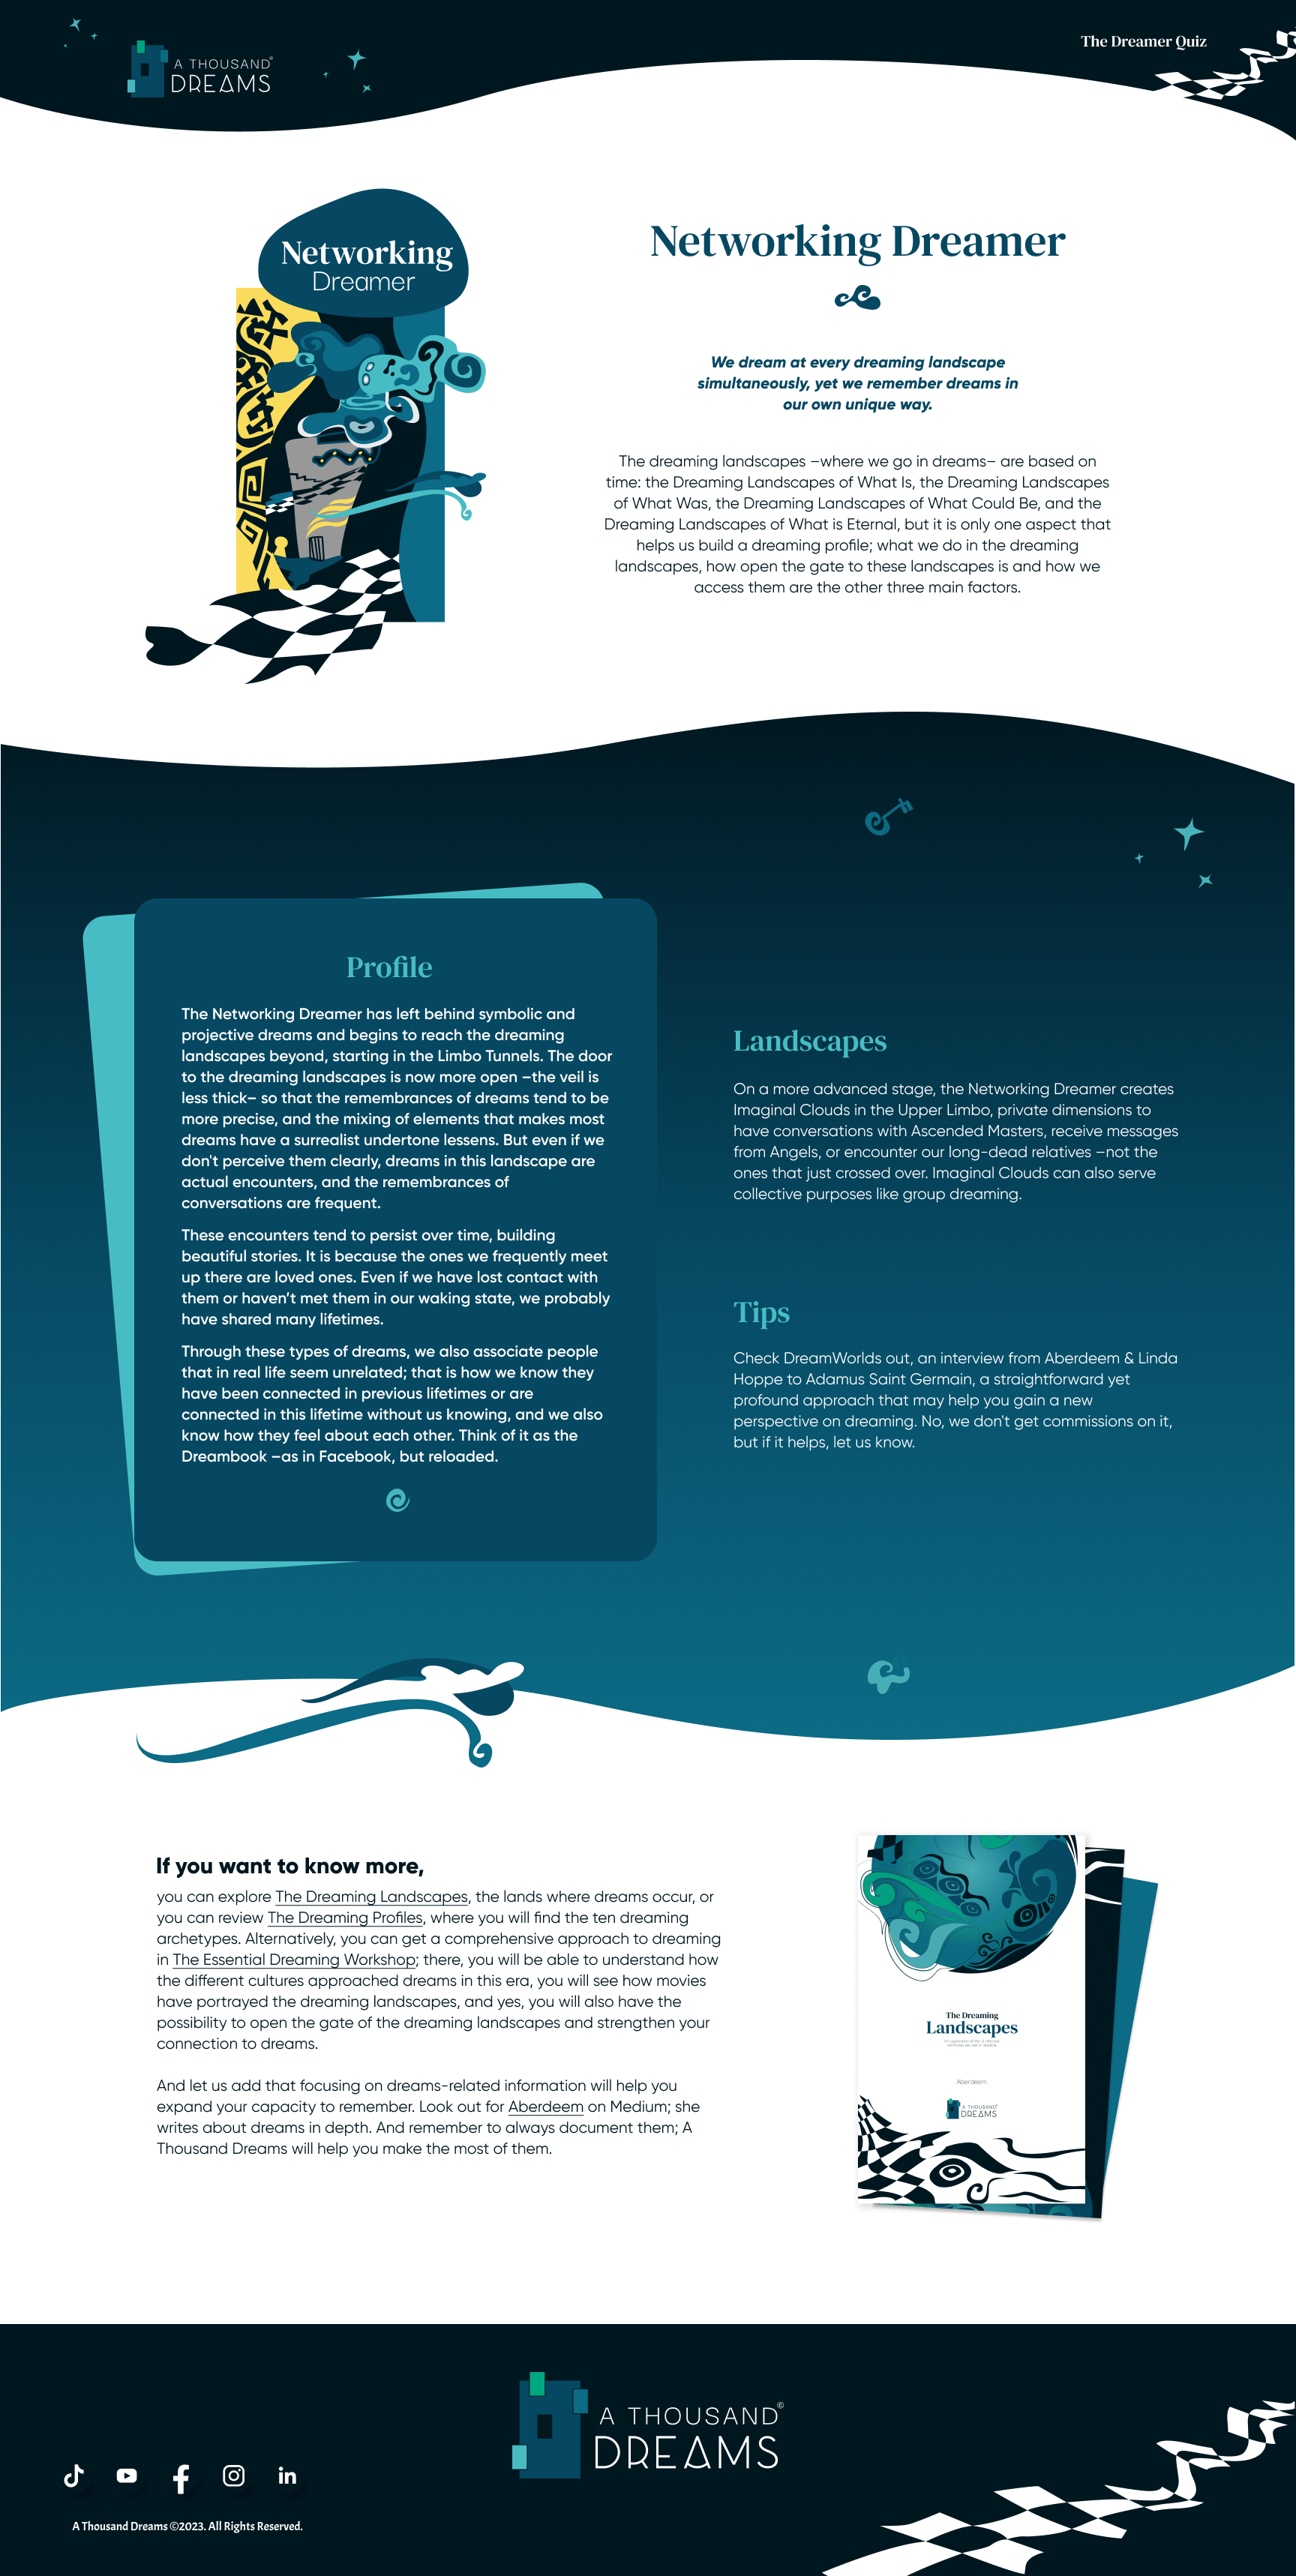 A THOUSAND
DREAMS
The Dreamer Quiz
Networking
Dreamer
Networking Dreamer
We dream at every dreaming landscape
simultaneously, yet we remember dreams in
our own unique way.
The dreaming landscapes –where we go in dreams– are based on
time: the Dreaming Landscapes of What Is, the Dreaming Landscapes
of What Was, the Dreaming Landscapes of What Could Be, and the
Dreaming Landscapes of What is Eternal, but it is only one aspect that
helps us build a dreaming profile; what we do in the dreaming
landscapes, how open the gate to these landscapes is and how we
access them are the other three main factors.
Profile
The Networking Dreamer has left behind symbolic and
projective dreams and begins to reach the dreaming
landscapes beyond, starting in the Limbo Tunnels. The door
to the dreaming landscapes is now more open –the veil is
less thick– so that the remembrances of dreams tend to be
more precise, and the mixing of elements that makes most
dreams have a surrealist undertone lessens. But even if we
don't perceive them clearly, dreams in this landscape are
actual encounters, and the remembrances of
conversations are frequent.
These encounters tend to persist over time, building
beautiful stories. It is because the ones we frequently meet
up there are loved ones. Even if we have lost contact with
them or haven’t met them in our waking state, we probably
have shared many lifetimes.
Through these types of dreams, we also associate people
that in real life seem unrelated; that is how we know they
have been connected in previous lifetimes or are
connected in this lifetime without us knowing, and we also
know how they feel about each other. Think of it as the
Dreambook –as in Facebook, but reloaded.
Landscapes
On a more advanced stage, the Networking Dreamer creates
Imaginal Clouds in the Upper Limbo, private dimensions to
have conversations with Ascended Masters, receive messages
from Angels, or encounter our long-dead relatives –not the
ones that just crossed over. Imaginal Clouds can also serve
collective purposes like group dreaming.
Tips
Check DreamWorlds out, an interview from Aberdeem & Linda
Hoppe to Adamus Saint Germain, a straightforward yet
profound approach that may help you gain a new
perspective on dreaming. No, we don't get commissions on it,
but if it helps, let us know.
If you want to know more,
you can explore The Dreaming Landscapes, the lands where dreams occur, or
you can review The Dreaming Profiles, where you will find the ten dreaming
archetypes. Alternatively, you can get a comprehensive approach to dreaming
in The Essential Dreaming Workshop; there, you will be able to understand how
the different cultures approached dreams in this era, you will see how movies
have portrayed the dreaming landscapes, and yes, you will also have the
possibility to open the gate of the dreaming landscapes and strengthen your
connection to dreams.
And let us add that focusing on dreams-related information will help you
expand your capacity to remember. Look out for Aberdeem on Medium; she
writes about dreams in depth. And remember to always document them; A
Thousand Dreams will help you make the most of them.
The Dreaming
Landscapes
Aberdeem
A THOUSAND
DREAMS
A THOUSAND©
DREAMS
in
A Thousand Dreams ©2023. All Rights Reserved.